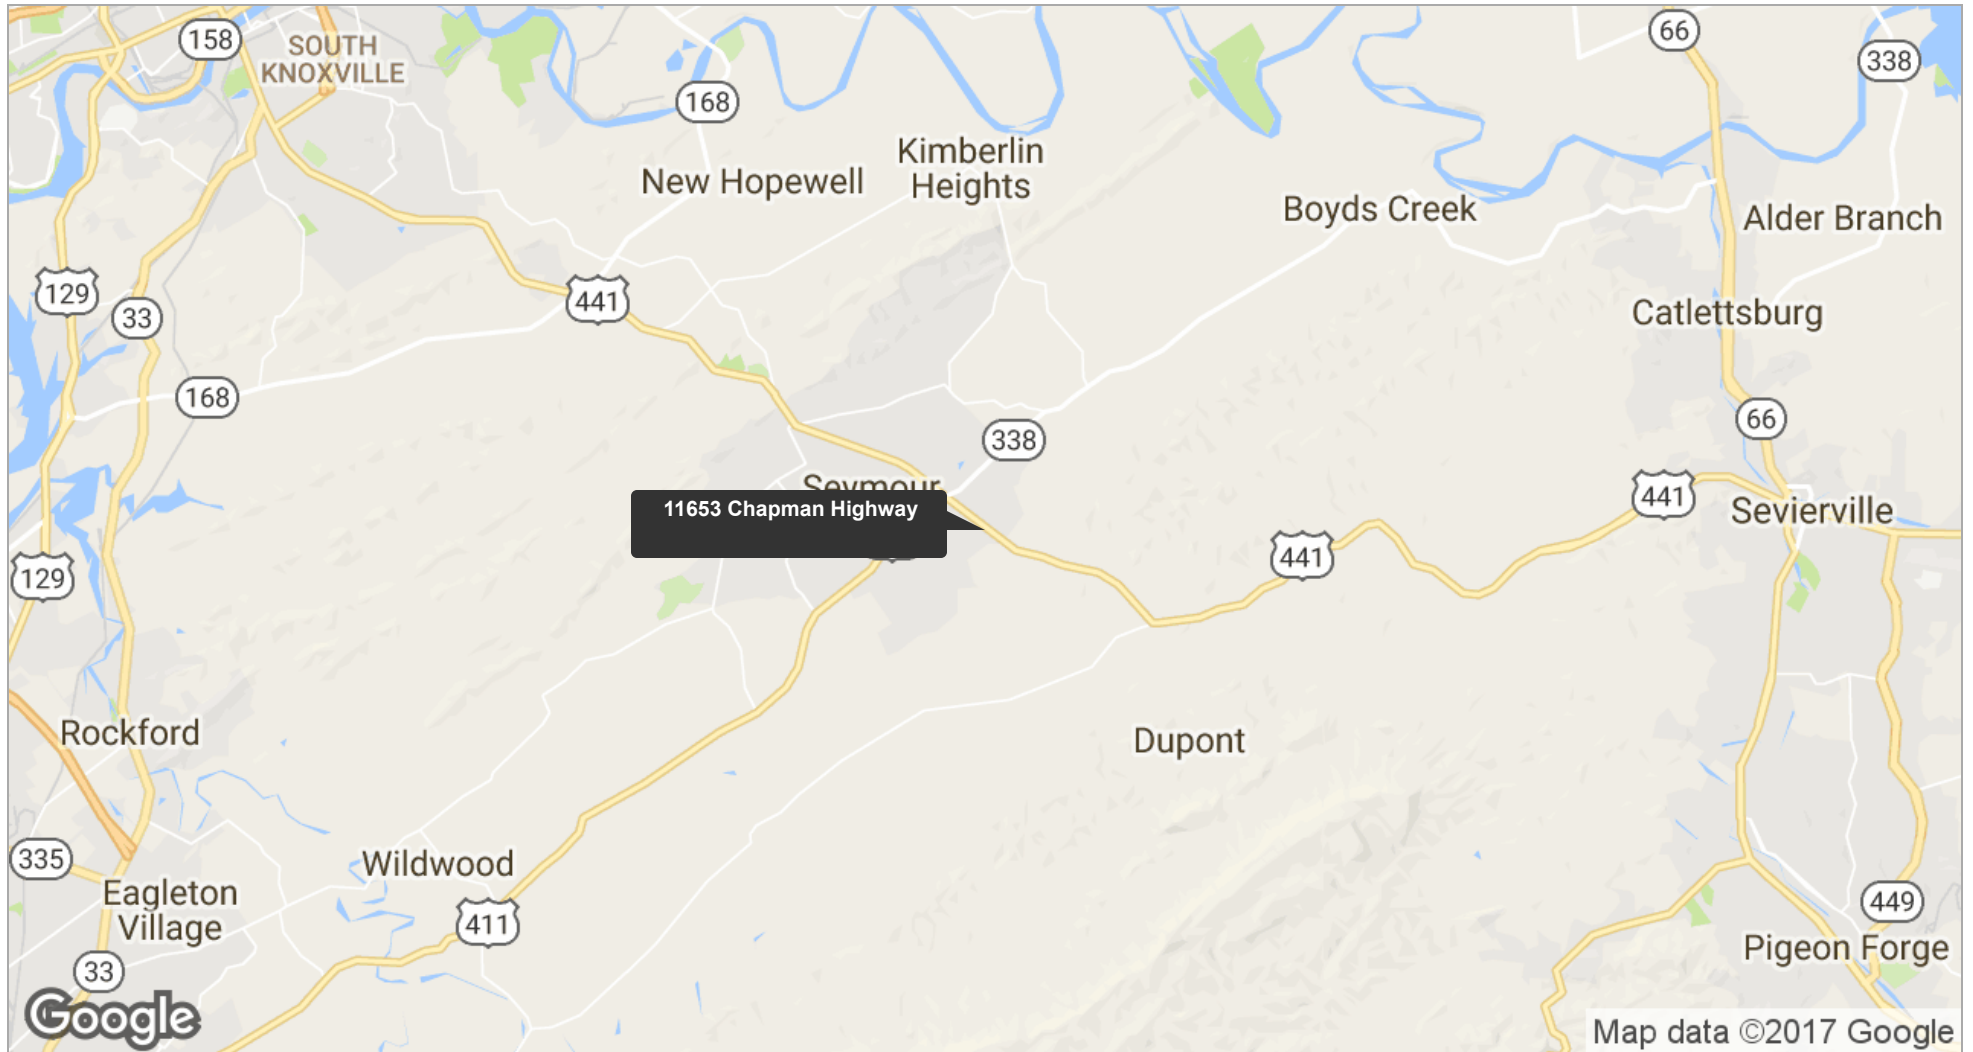 158
SOUTH
KNOXVILLE
66
338
168
Kimberlin
Heights
New Hopewell
Boyds Creek
Alder Branch
129
33
441
Catlettsburg
168
66
338
Seymour
11653 Chapman Highway
441
Sevierville
441
129
Rockford
Dupont
335
Wildwood
Eagleton
Village
411
449
Pigeon Forge
33
Google
Map data ©2017 Google